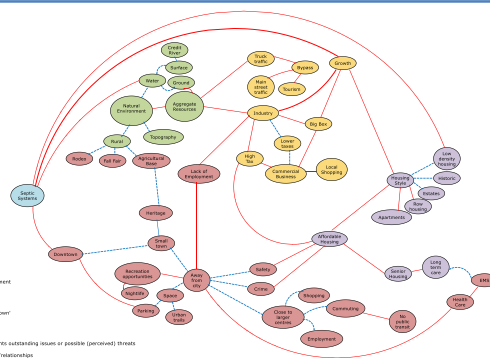 Credit
River
Surface
Water
Ground
Natural
Environment
Aggregate
Resources
Rural
Topography
Rodeo
Fall Fair
Agricultural
Base
Truck
traffic
Bypass
Growth
Main
street
traffic
Tourism
Industry
Big Box
Lower
taxes
High
Tax
Commercial
Business
Local
Shopping
Lack of
Employment
Low
density
housing
Housing
Style
Historic
Estates
Row
housing
Apartments
Septic
Systems
Heritage
Downtown
Small
town
Affordable
Housing
Recreation
opportunities
Nightlife
Parking
Space
Urban
trails
Away
from
city
Safety
Crime
Senior
Housing
Long
term
care
EMS
Health
Care
Shopping
Close to
larger
centres
Commuting
Employment
No
public
transit
ment
own'
nts outstanding issues or possible (perceived) threats
relationships